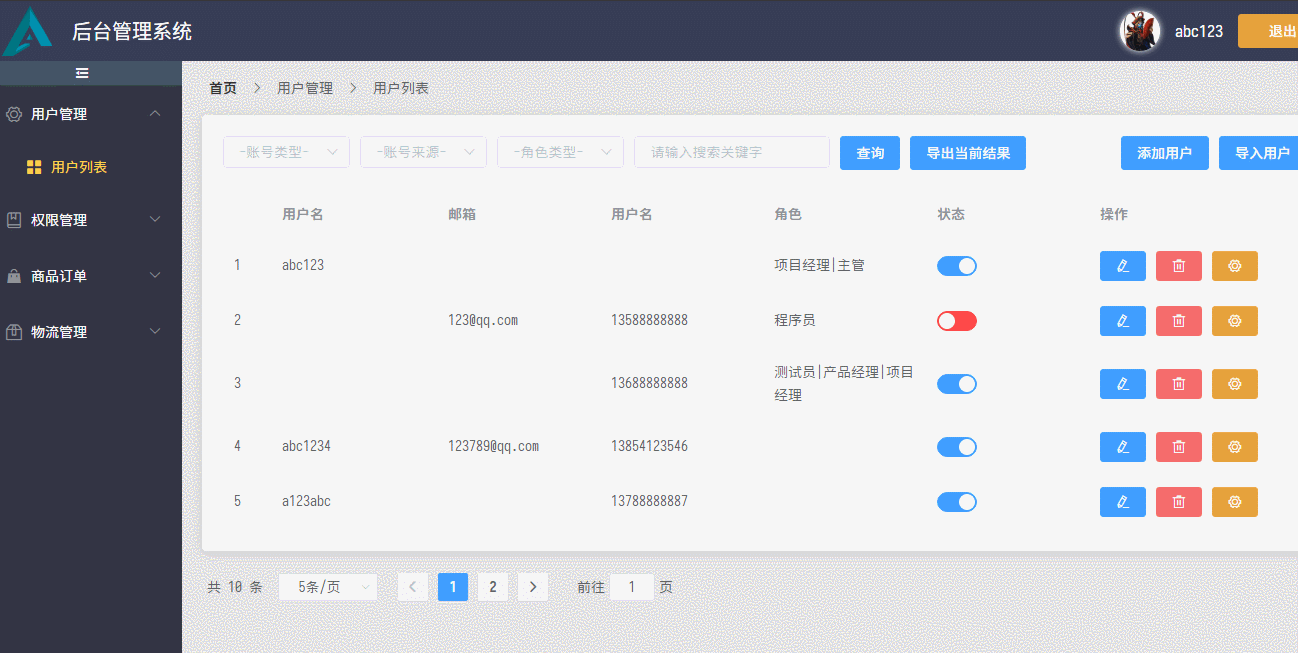 后台管理系统
abc123
退出
首页
用户管理
用户列表
用户管理
用户列表
权限管理
商品订单
物流管理
-账号类型-
-账号来源-
-角色类型-
请输入搜索关键字
查询
导出当前结果
添加用户
导入用户
用户名 邮箱 用户名 角色 状态 操作
1 abc123 项目经理|主管
2 123@qq.com 13588888888 程序员
3 13688888888 测试员|产品经理|项目
经理
4 abc1234 123789@qq.com 13854123546
5 a123abc 13788888887
共 10 条 5条/页 1 2 前往 1 页